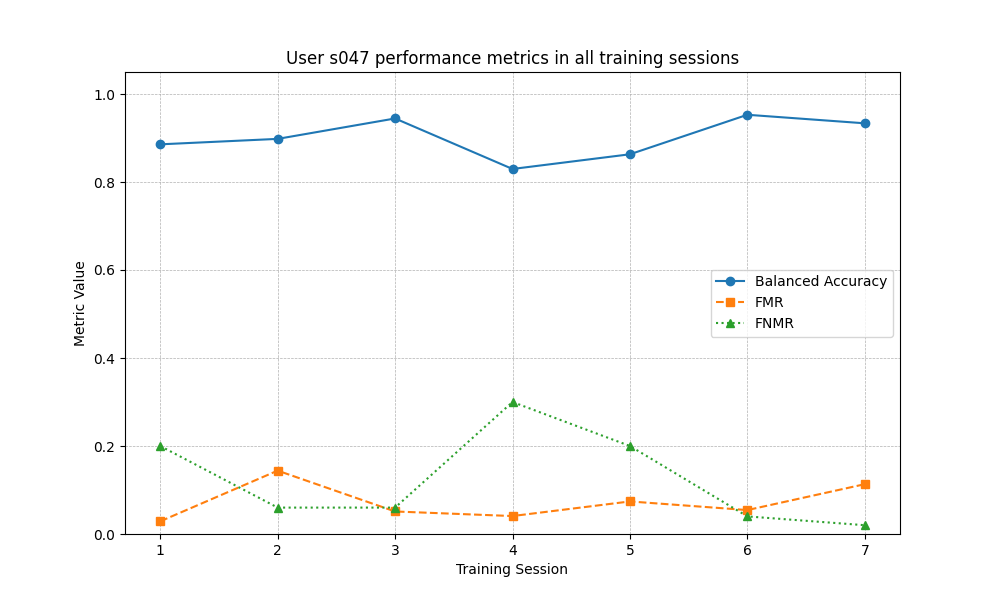 User s047 performance metrics in all training sessions
1.0
0.8
0.6
0.4
0.2
0.0
Metric Value
Balanced Accuracy
FMR
FNMR
1 2 3 4 5 6 7
Training Session